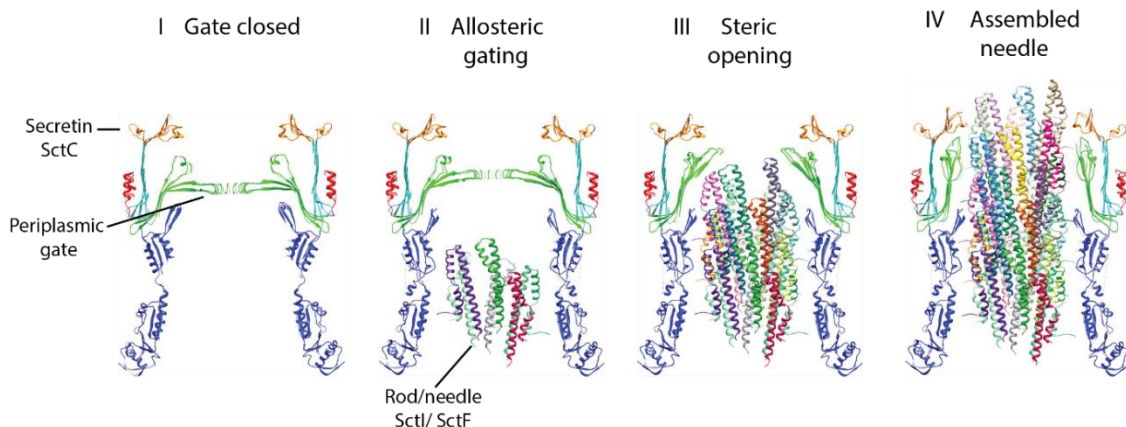 I Gate closed
II Allosteric
gating
III Steric
opening
IV Assembled
needle
Secretin
SctC
Periplasmic
gate
Rod/needle
SctI/ SctF